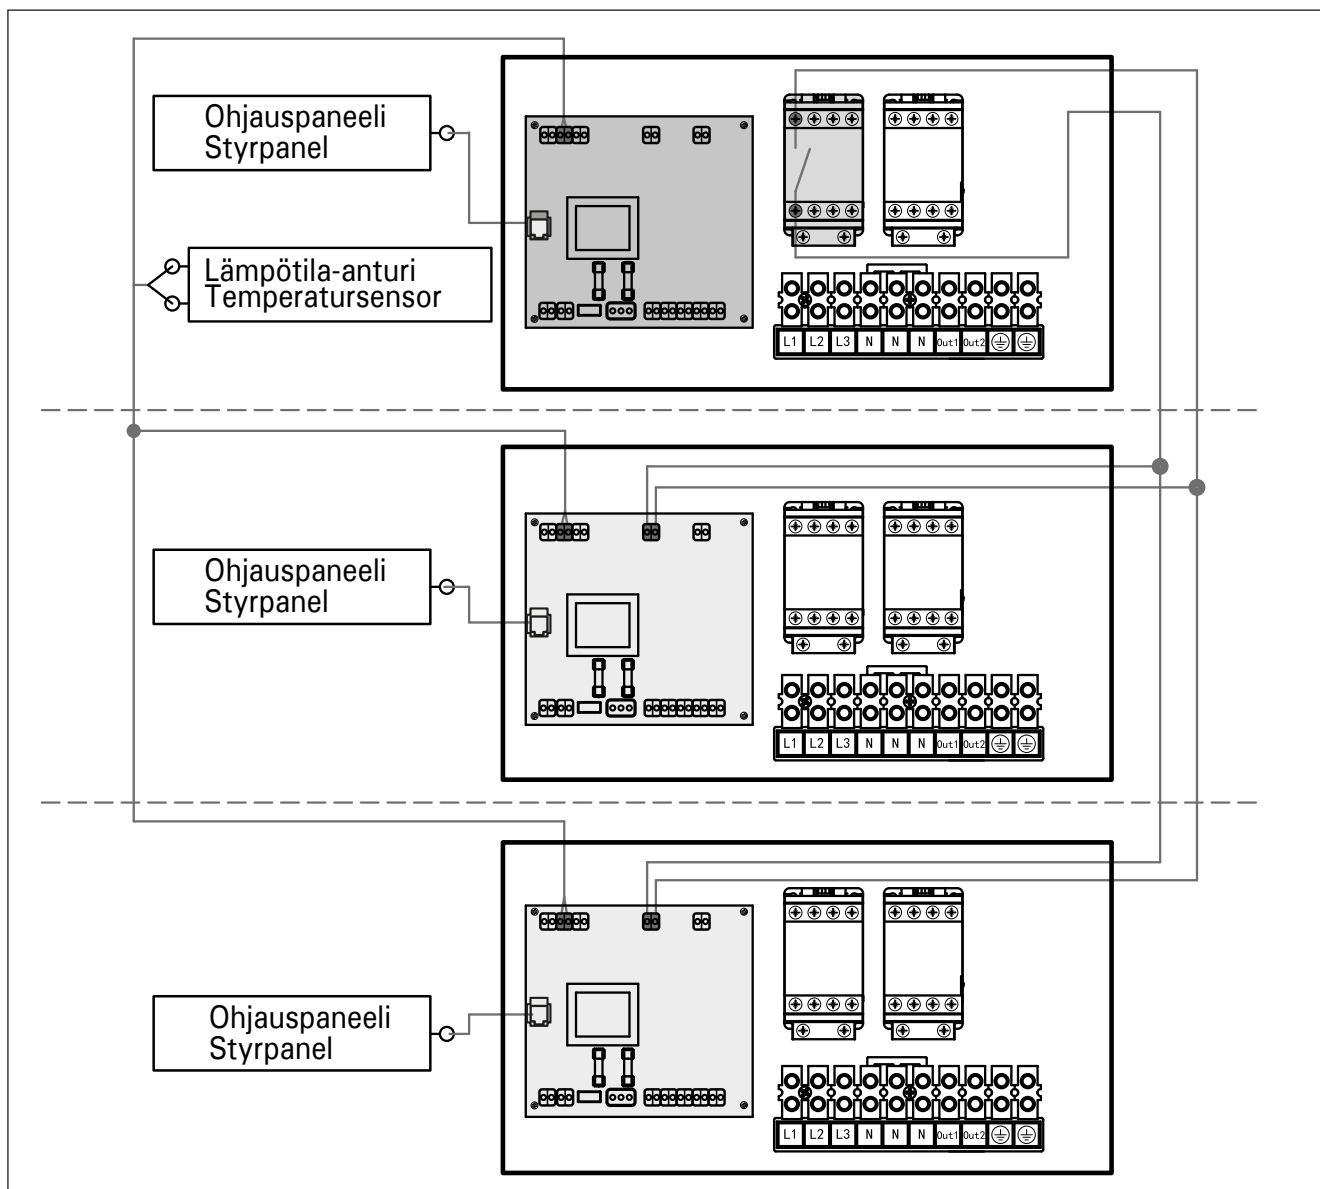 Ohjauspaneeli
Styrpanel
Lämpötila-anturi
Temperatursensor
L1 L2 L3 N N N Out1 Out2
Ohjauspaneeli
Styrpanel
L1 L2 L3 N N N Out1 Out2
Ohjauspaneeli
Styrpanel
L1 L2 L3 N N N Out1 Out2